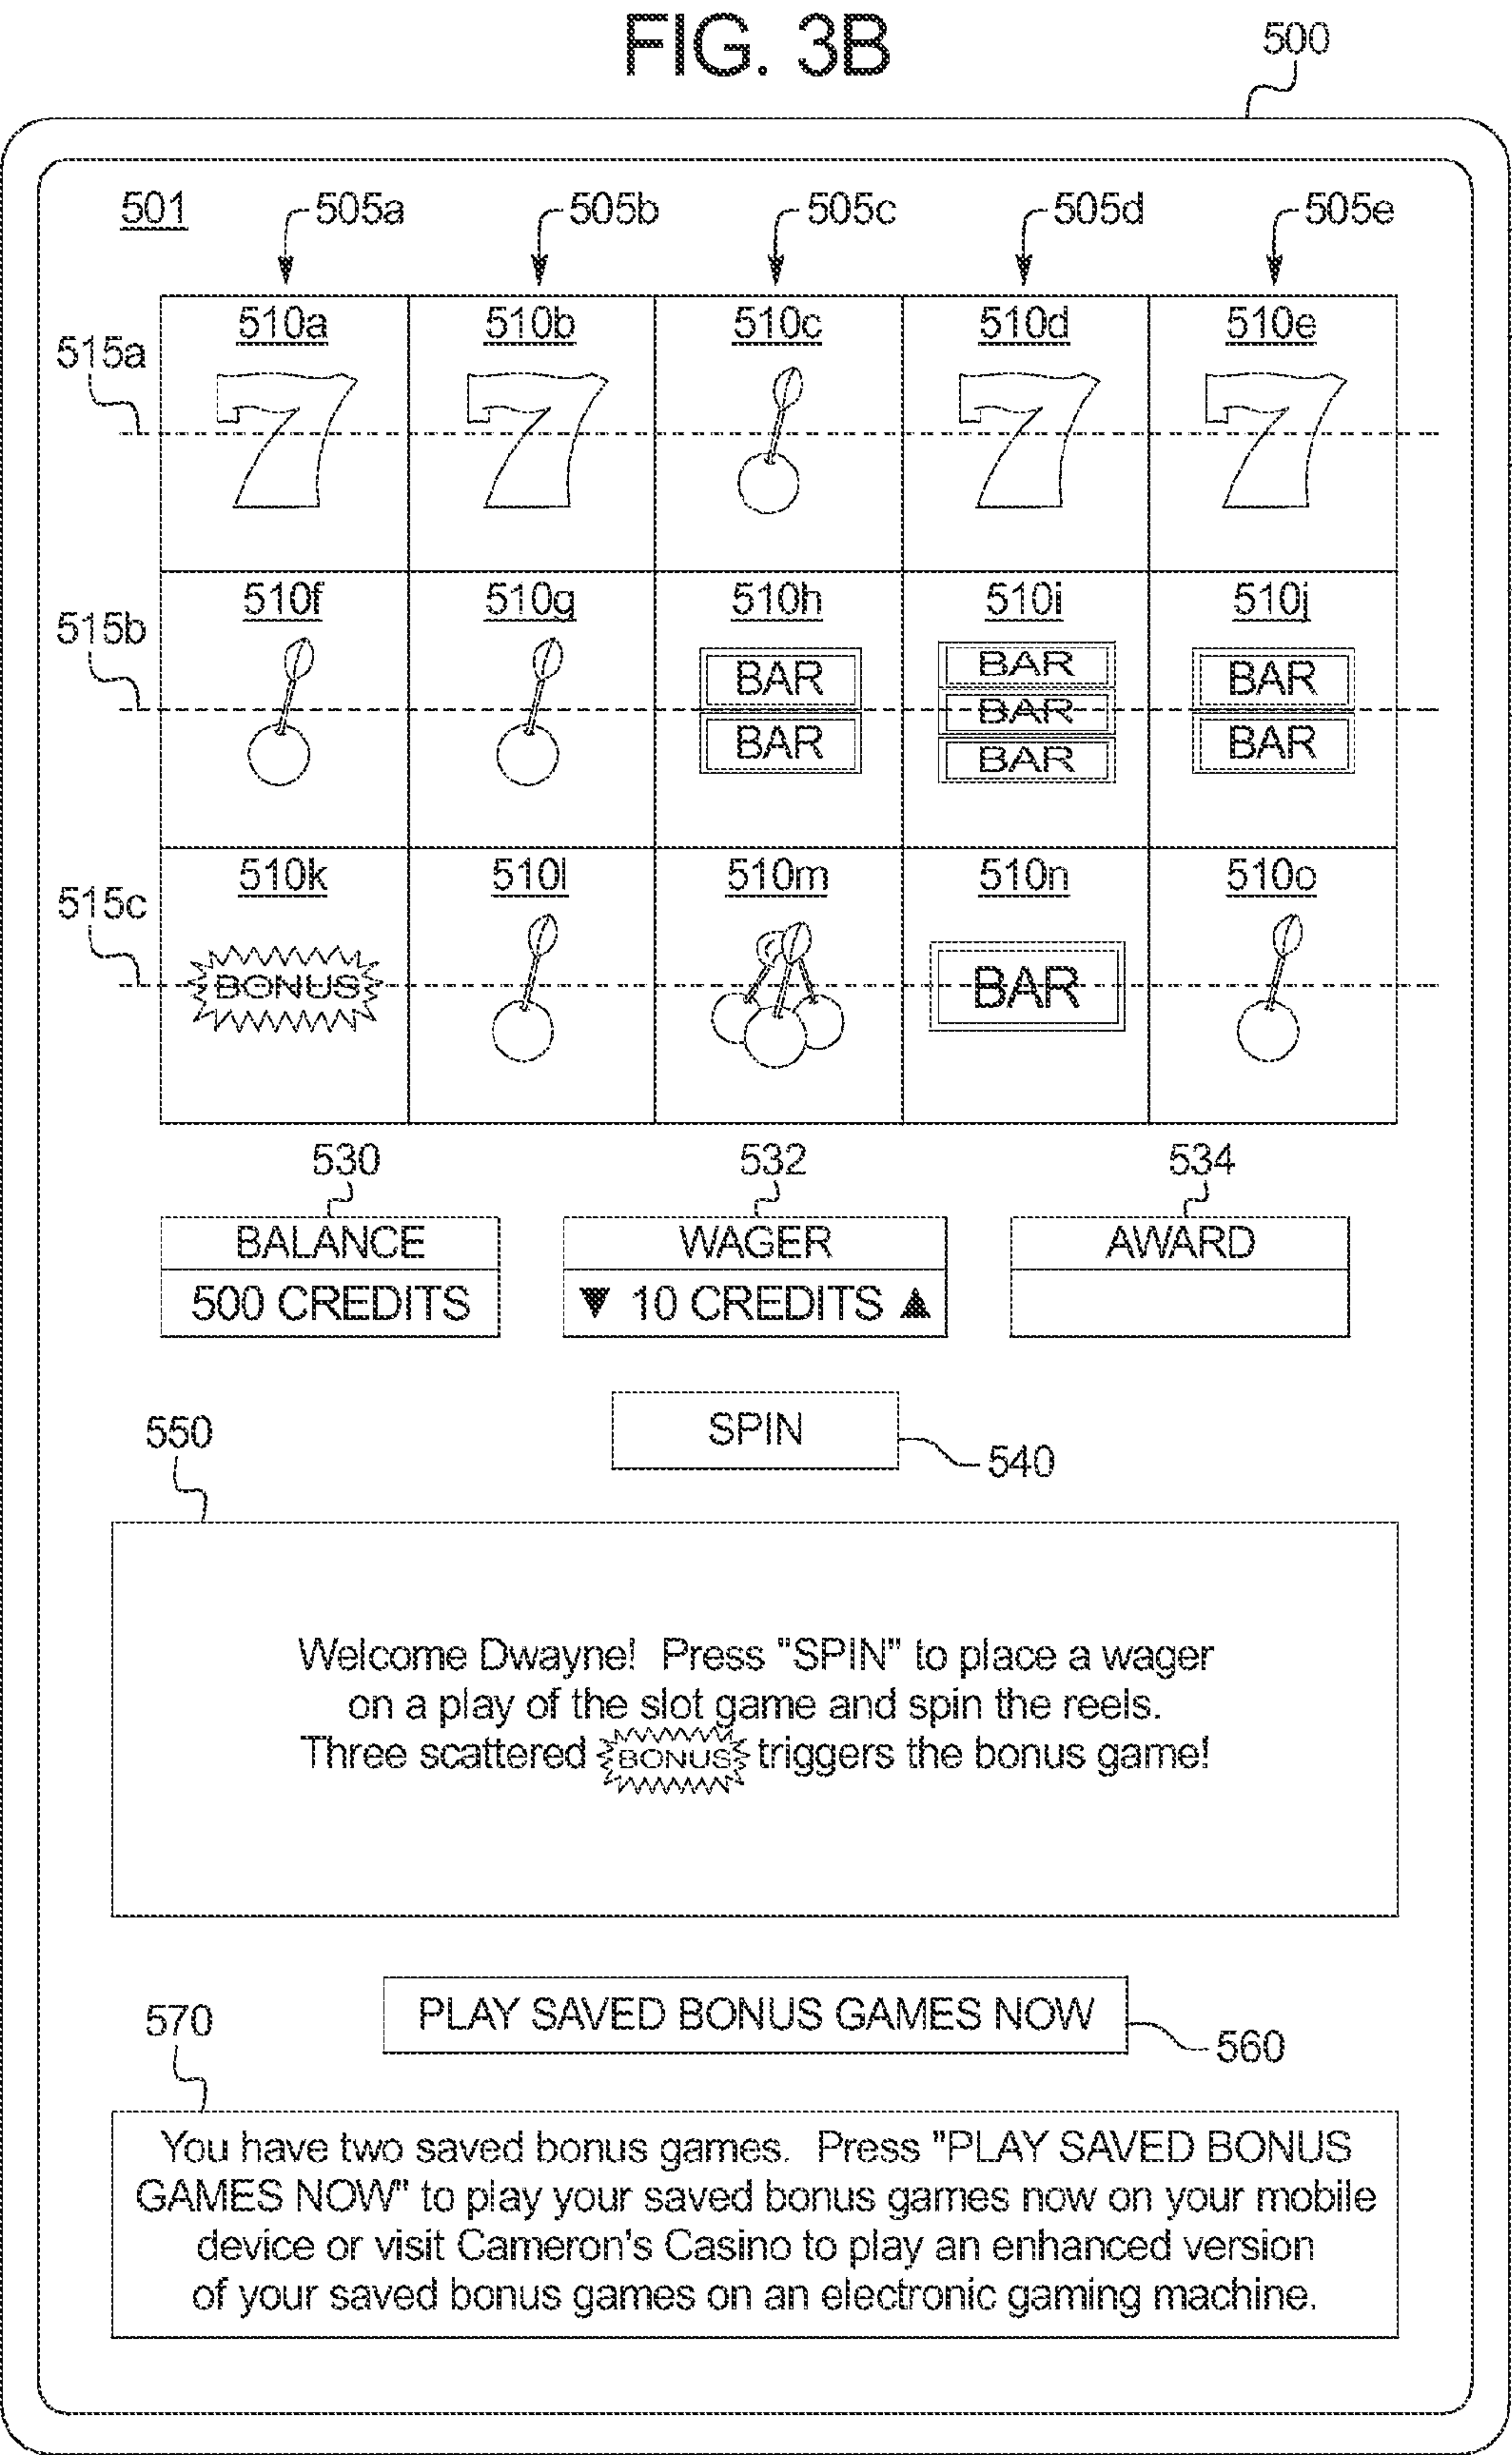 FIG. 3B
500
501 505a 505b 505c 505d 505e
510a 510b 510c 510d 510e
515a
7 7 7 7
510f 510g 510h 510i 510j
515b
BAR BAR BAR
BAR
BAR BAR BAR
510k 510l 510m 510n 510o
515c
BONUS BAR
530 532 534
BALANCE WAGER AWARD
500 CREDITS ▼ 10 CREDITS ▲
SPIN
540
550
Welcome Dwayne! Press "SPIN" to place a wager
on a play of the slot game and spin the reels.
Three scattered BONUS triggers the bonus game!
PLAY SAVED BONUS GAMES NOW
560
570
You have two saved bonus games. Press "PLAY SAVED BONUS
GAMES NOW" to play your saved bonus games now on your mobile
device or visit Cameron's Casino to play an enhanced version
of your saved bonus games on an electronic gaming machine.